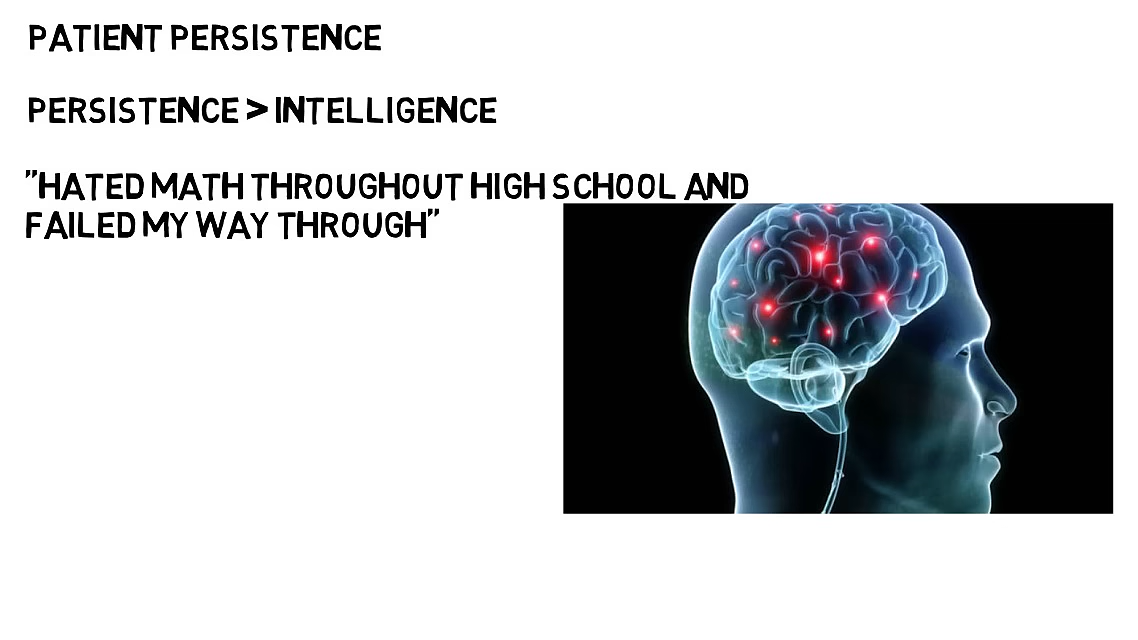 PATIENT PERSISTENCE
PERSISTENCE > INTELLIGENCE
"HATED MATH THROUGHOUT HIGH SCHOOL AND
FAILED MY WAY THROUGH"